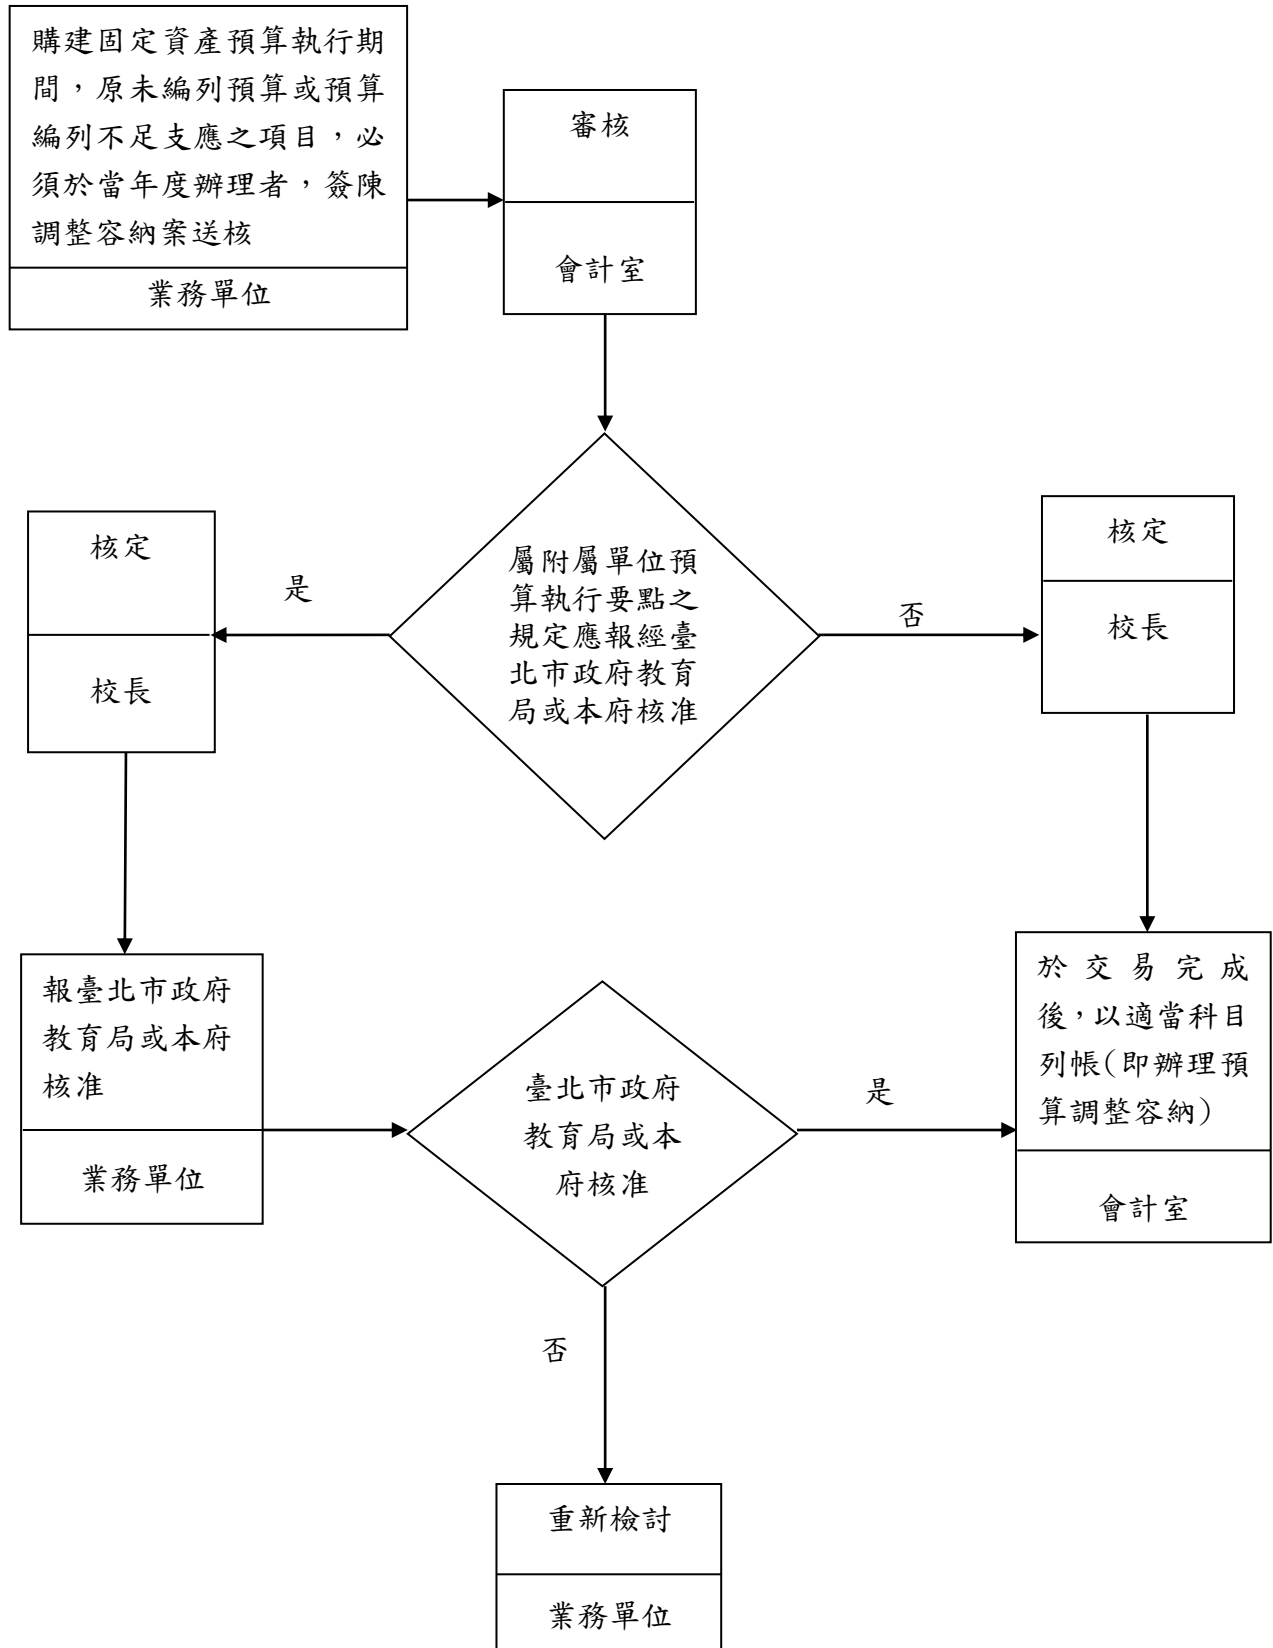 購建固定資產預算執行期
間，原未編列預算或預算
編列不足支應之項目，必
須於當年度辦理者，簽陳
調整容納案送核
業務單位
審核
會計室
屬附屬單位預
算執行要點之
規定應報經臺
北市政府教育
局或本府核准
是
否
核定
校長
核定
校長
報臺北市政府
教育局或本府
核准
業務單位
臺北市政府
教育局或本
府核准
是
於交易完成
後，以適當科目
列帳(即辦理預
算調整容納)
會計室
否
重新檢討
業務單位